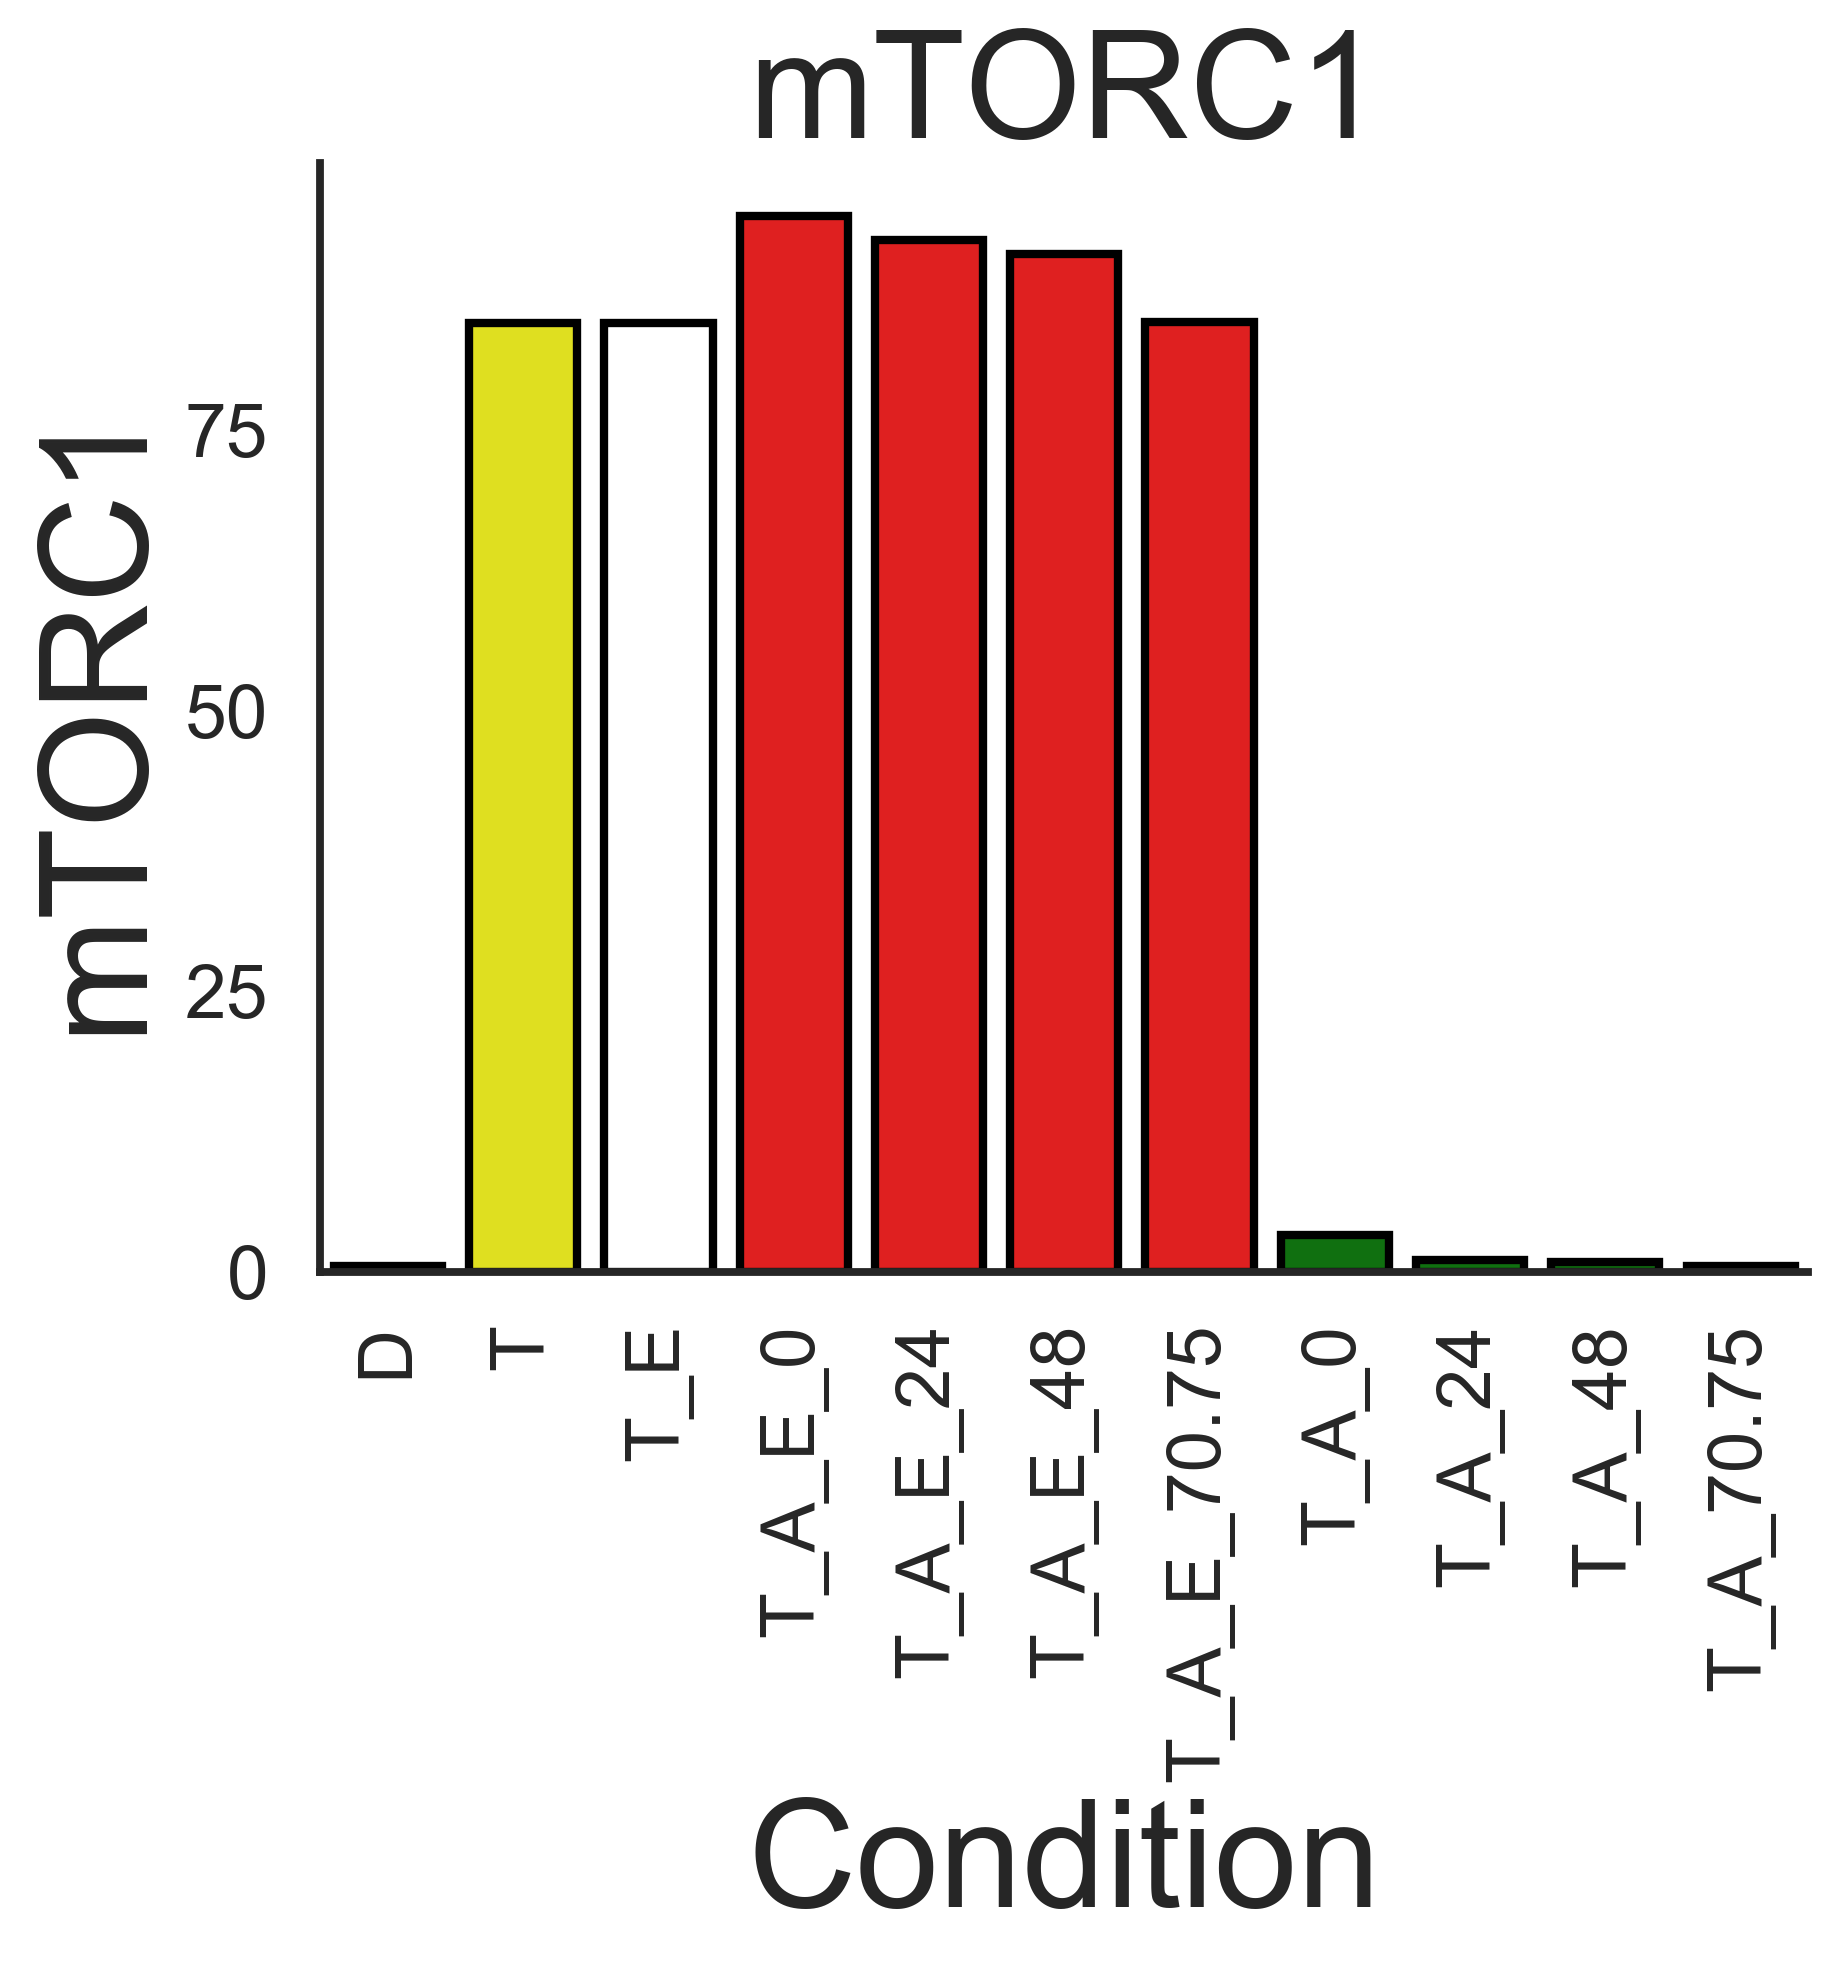 mTORC1
mTORC1
75
50
25
0
D
T
T_E
T_A_E_0
T_A_E_24
T_A_E_48
T_A_E_70.75
T_A_0
T_A_24
T_A_48
T_A_70.75
Condition